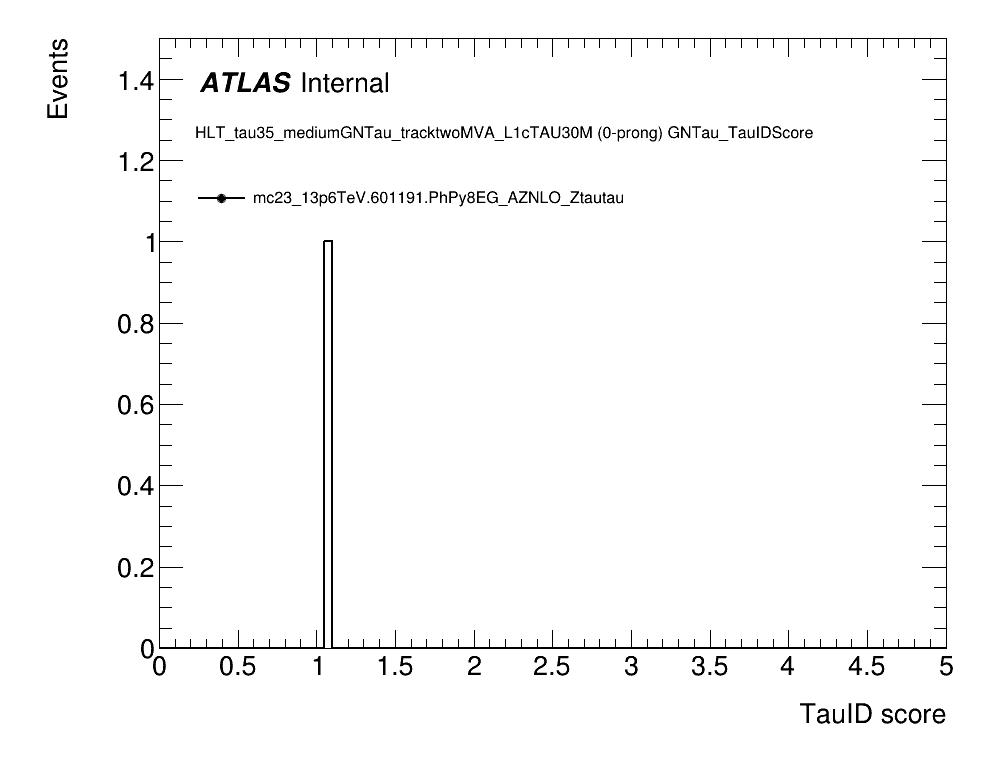 Events
ATLAS Internal
HLT_tau35_mediumGNTau_tracktwoMVA_L1cTAU30M (0-prong) GNTau_TauIDScore
mc23_13p6TeV.601191.PhPy8EG_AZNLO_Ztautau
1.4
1.2
1
0.8
0.6
0.4
0.2
0
0 0.5 1 1.5 2 2.5 3 3.5 4 4.5 5
TauID score